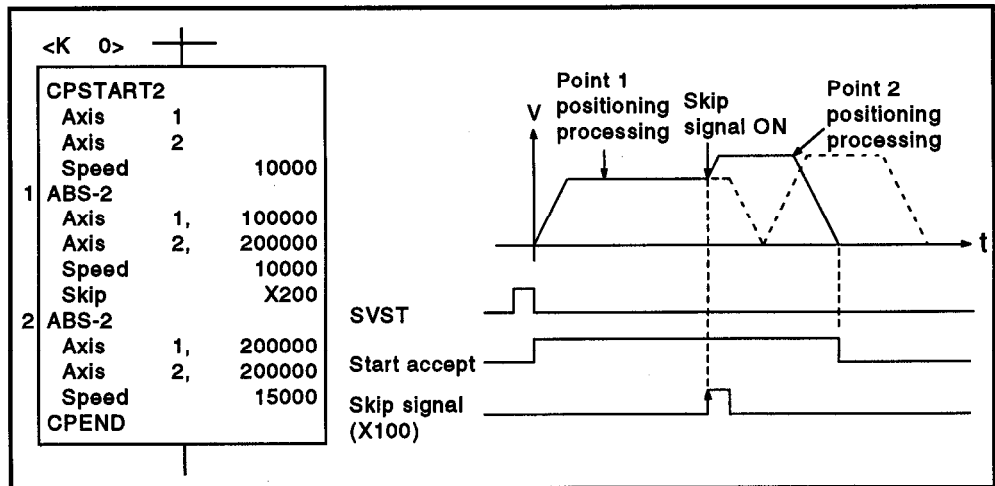 <K 0>
CPSTART2
Axis 1
Axis 2
Speed 10000
1 ABS-2
Axis 1, 100000
Axis 2, 200000
Speed 10000
Skip X200
2 ABS-2
Axis 1, 200000
Axis 2, 200000
Speed 15000
CPEND
Point 1
positioning
processing
V
Skip
signal ON
Point 2
positioning
processing
t
SVST
Start accept
Skip signal
(X100)